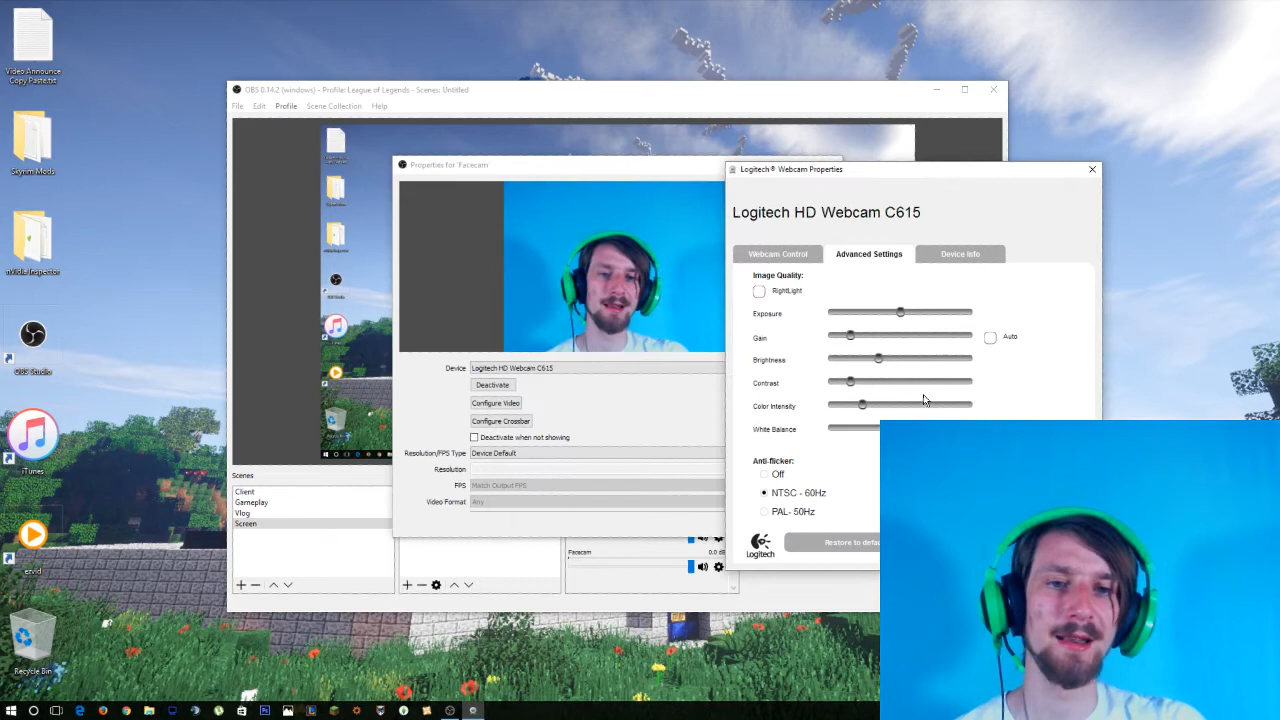 Video Announce
Copy Paste.txt
Skyrim Mods
nVidia Inspector
OBS Studio
iTunes
ezvid
Recycle Bin
OBS 0.14.2 (windows) - Profile: League of Legends - Scenes: Untitled
File Edit Profile Scene Collection Help
Properties for 'Facecam'
Device Logitech HD Webcam C615
Deactivate
Configure Video
Configure Crossbar
Deactivate when not showing
Resolution/FPS Type Device Default
Resolution
FPS Match Output FPS
Video Format Any
Scenes
Client
Gameplay
Vlog
Screen
Facecam 0.0 dB
Logitech® Webcam Properties
Logitech HD Webcam C615
Webcam Control Advanced Settings Device Info
Image Quality:
RightLight
Exposure
Gain Auto
Brightness
Contrast
Color Intensity
White Balance
Anti-flicker:
Off
NTSC - 60Hz
PAL- 50Hz
Logitech
Restore to defau